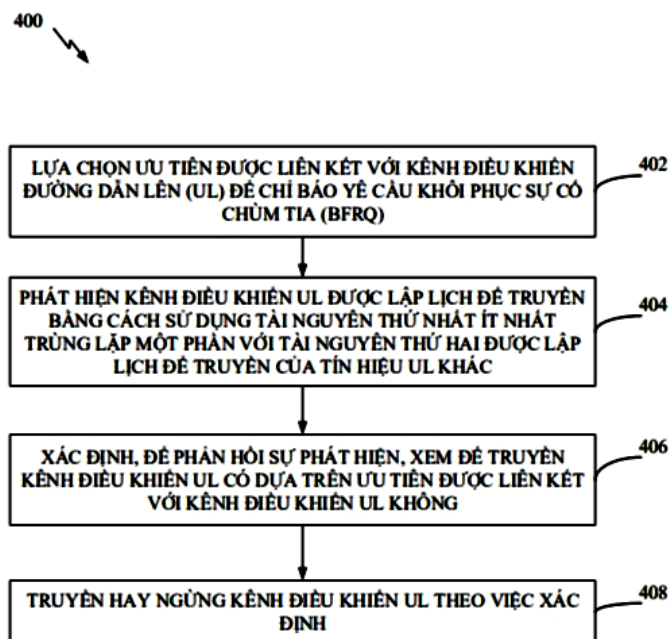 400
LỰA CHỌN ƯU TIÊN ĐƯỢC LIÊN KẾT VỚI KÊNH ĐIỀU KHIỂN
ĐƯỜNG DẪN LÊN (UL) ĐỂ CHỈ BÁO YÊU CẦU KHÔI PHỤC SỰ CỐ
CHÙM TIA (BFRQ)
402
PHÁT HIỆN KÊNH ĐIỀU KHIỂN UL ĐƯỢC LẬP LỊCH ĐỂ TRUYỀN
BẰNG CÁCH SỬ DỤNG TÀI NGUYÊN THỨ NHẤT ÍT NHẤT
TRÙNG LẶP MỘT PHẦN VỚI TÀI NGUYÊN THỨ HAI ĐƯỢC LẬP
LỊCH ĐỂ TRUYỀN CỦA TÍN HIỆU UL KHÁC
404
XÁC ĐỊNH, ĐỂ PHẢN HỒI SỰ PHÁT HIỆN, XEM ĐỂ TRUYỀN
KÊNH ĐIỀU KHIỂN UL CÓ DỰA TRÊN ƯU TIÊN ĐƯỢC LIÊN KẾT
VỚI KÊNH ĐIỀU KHIỂN UL KHÔNG
406
TRUYỀN HAY NGỪNG KÊNH ĐIỀU KHIỂN UL THEO VIỆC XÁC
ĐỊNH
408